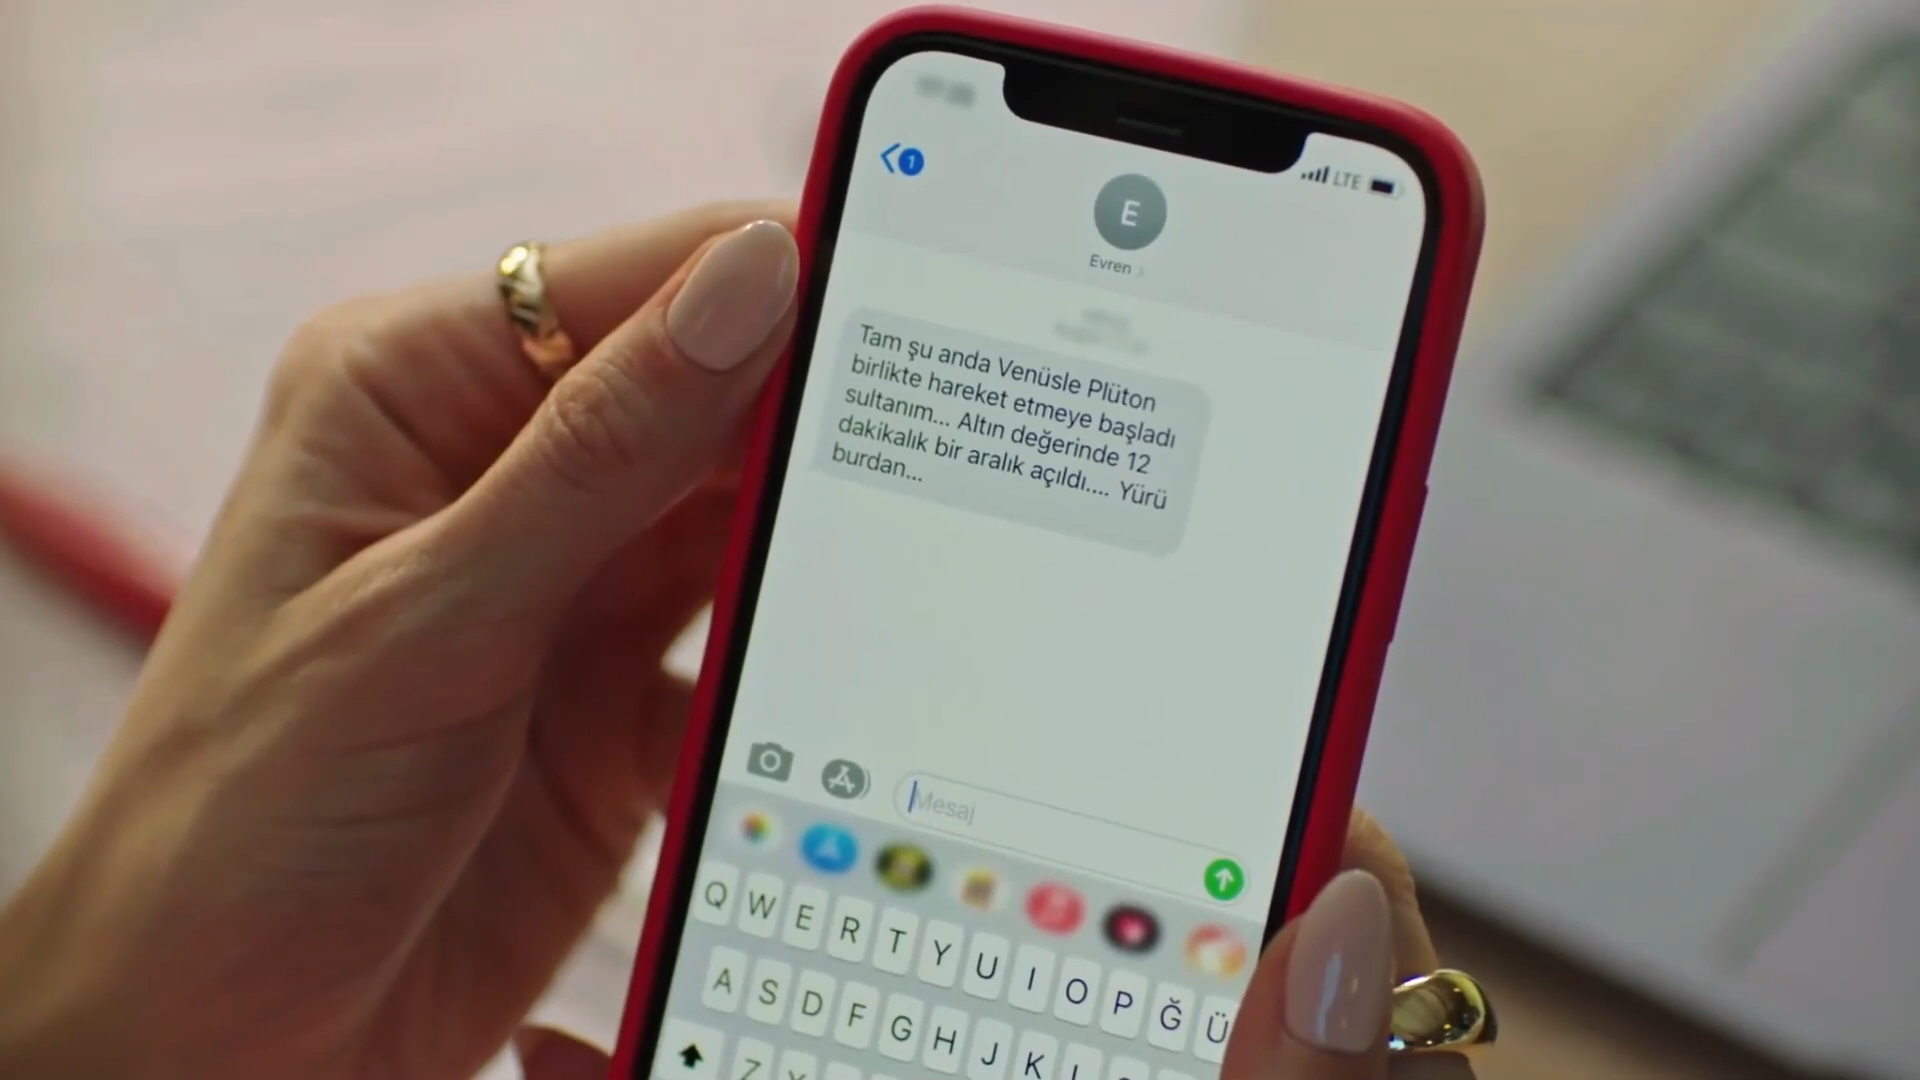 1
LTE
E
Evren
Tam şu anda Venüsle Plüton
birlikte hareket etmeye başladı
sultanım... Altın değerinde 12
dakikalık bir aralık açıldı.... Yürü
burdan...
Mesaj
Q W E R T Y U I O P Ğ Ü
A S D F G H J K L
Z